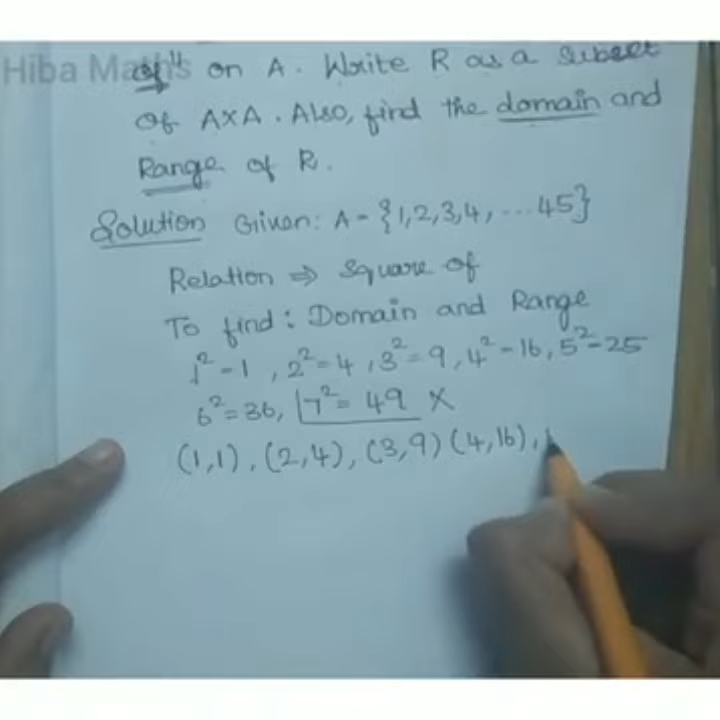 Hiba Maths
of" on A. Write R as a Subset
of A×A. Also, find the domain and
Range of R.
Solution Given: A = {1,2,3,4, ...45}
Relation ⇒ Square of
To find: Domain and Range
1² = 1, 2² = 4, 3² = 9, 4² = 16, 5² = 25
6² = 36, 7² = 49 ×
(1,1), (2,4), (3,9) (4,16),